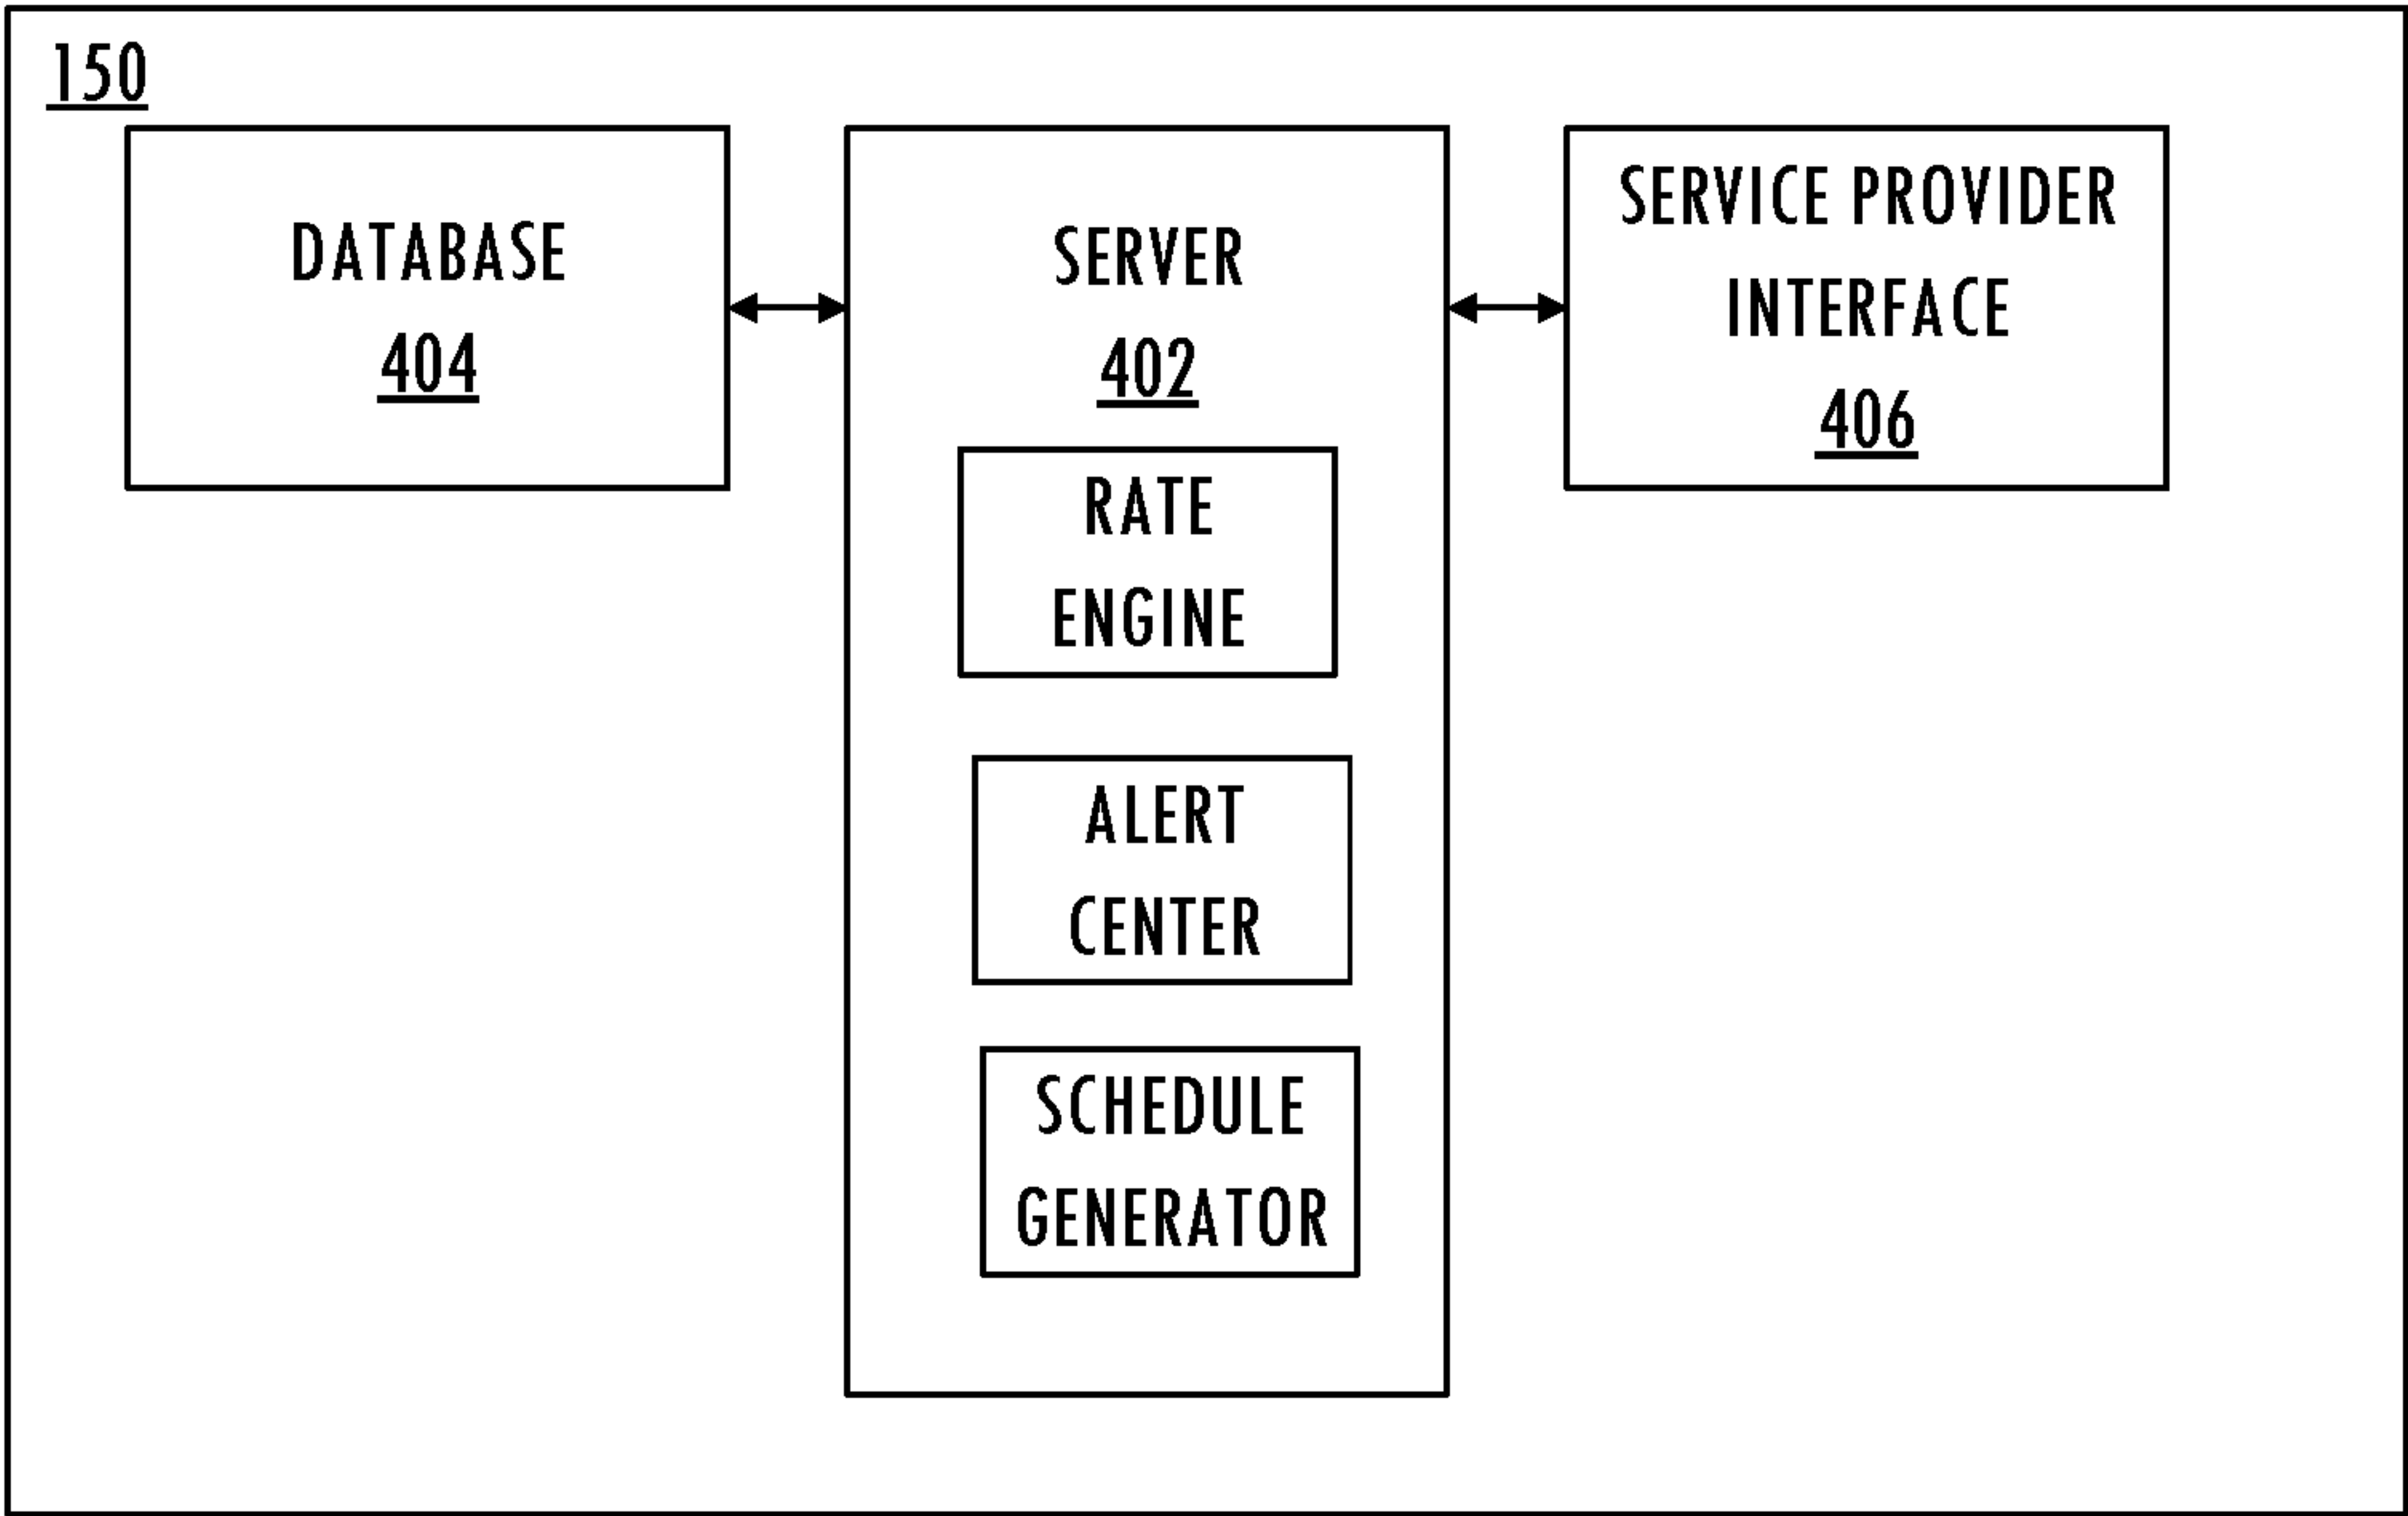 150
DATABASE
404
SERVER
402
RATE
ENGINE
ALERT
CENTER
SCHEDULE
GENERATOR
SERVICE PROVIDER
INTERFACE
406